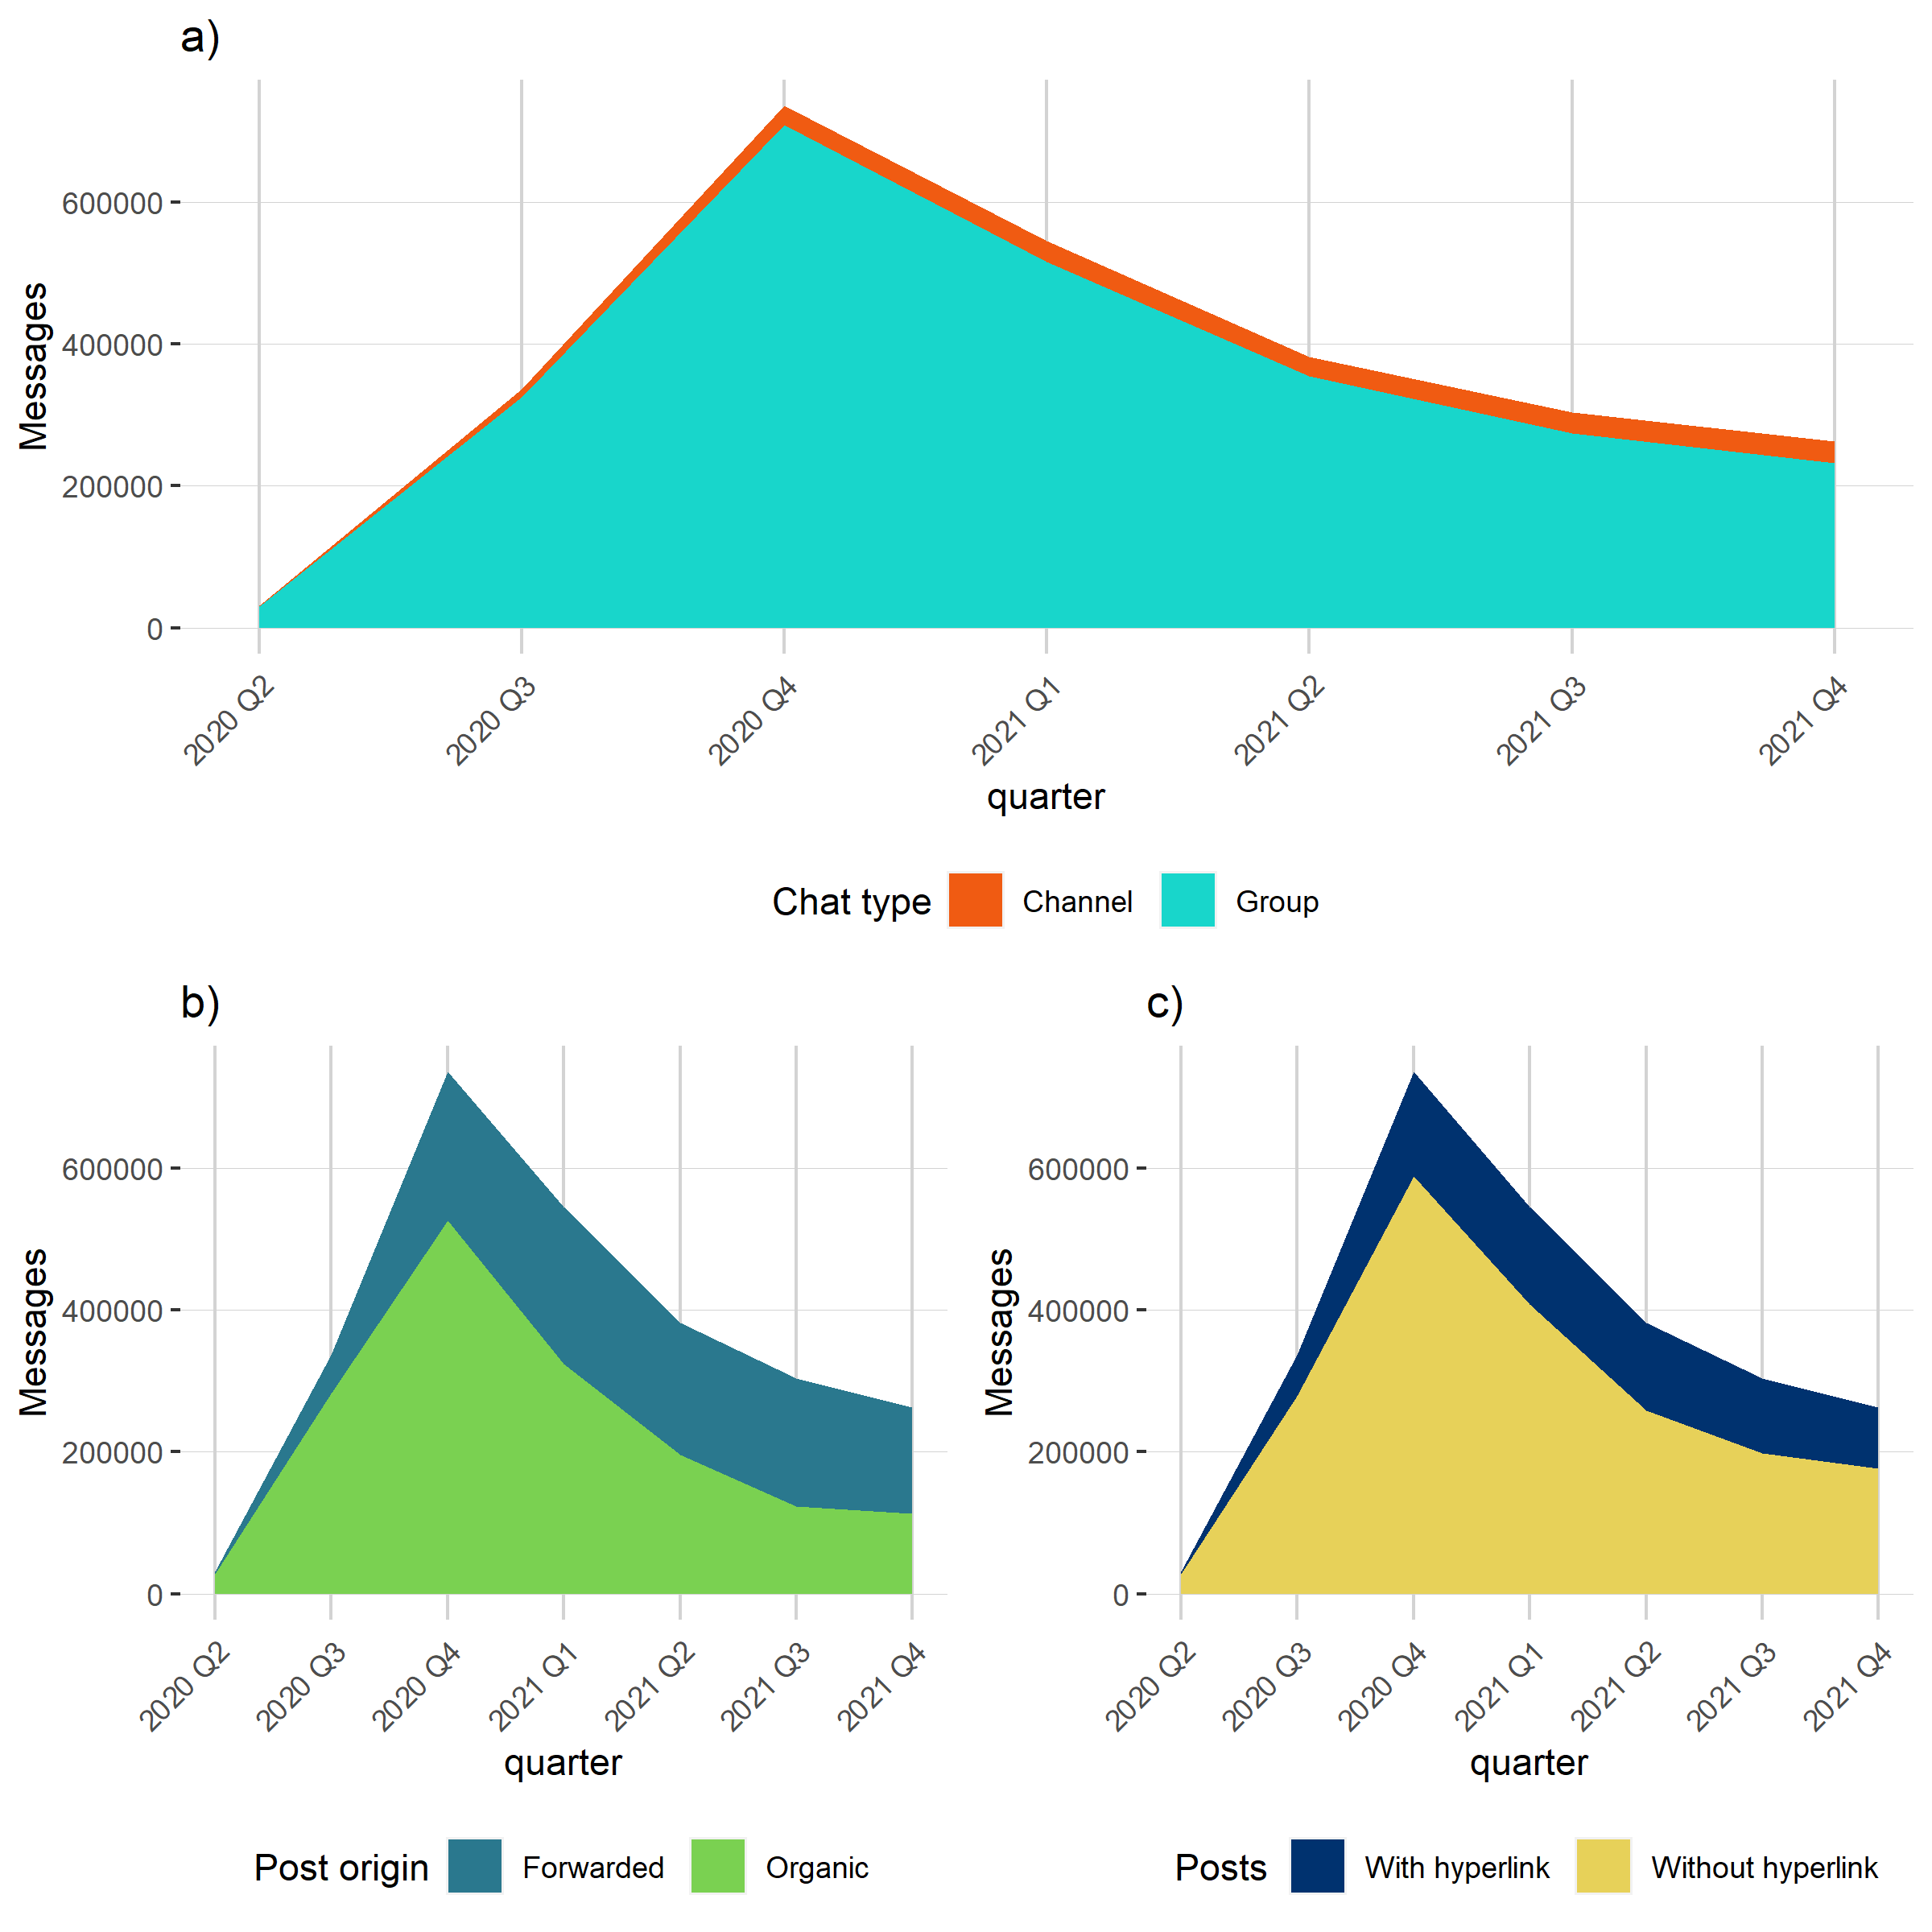 a)
Messages
600000
400000
200000
0
2020 Q2
2020 Q3
2020 Q4
2021 Q1
2021 Q2
2021 Q3
2021 Q4
quarter
Chat type Channel Group
b)
Messages
600000
400000
200000
0
2020 Q2
2020 Q3
2020 Q4
2021 Q1
2021 Q2
2021 Q3
2021 Q4
quarter
Post origin Forwarded Organic
c)
Messages
600000
400000
200000
0
2020 Q2
2020 Q3
2020 Q4
2021 Q1
2021 Q2
2021 Q3
2021 Q4
quarter
Posts With hyperlink Without hyperlink